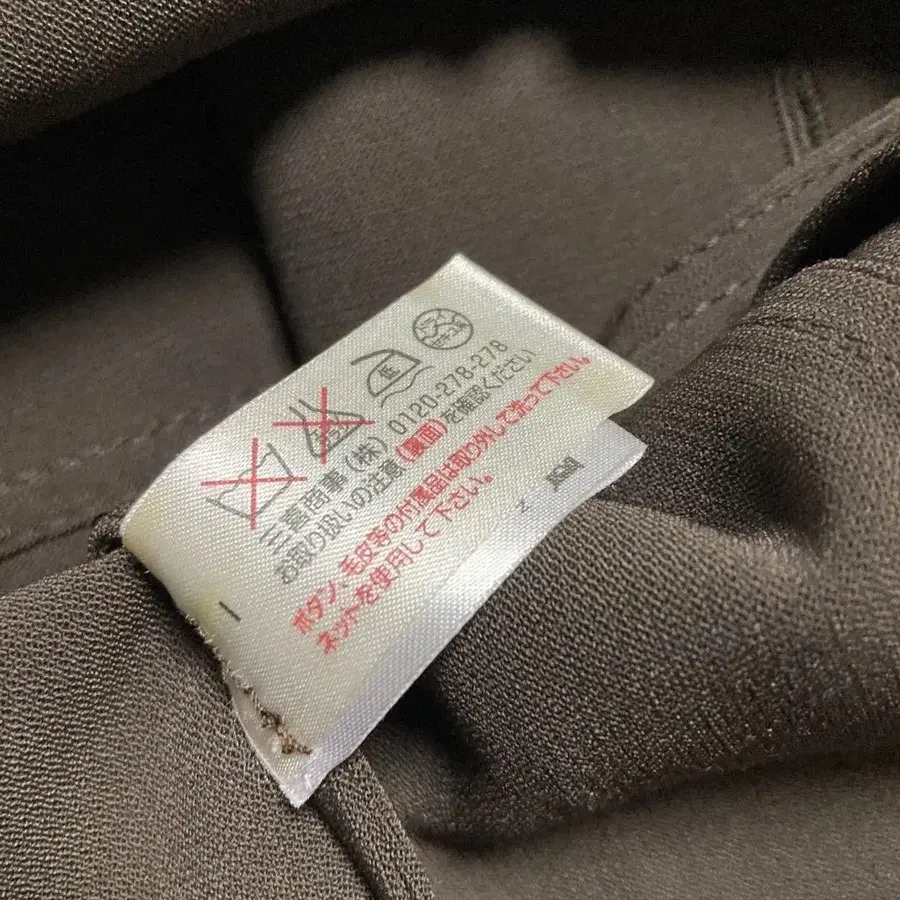 三喜商事(株) 0120-278-278
お取り扱いの注意(裏面)を確認ください
ボタン、毛皮等の付属品は取り外して洗って下さい。
ネットを使用して下さい。